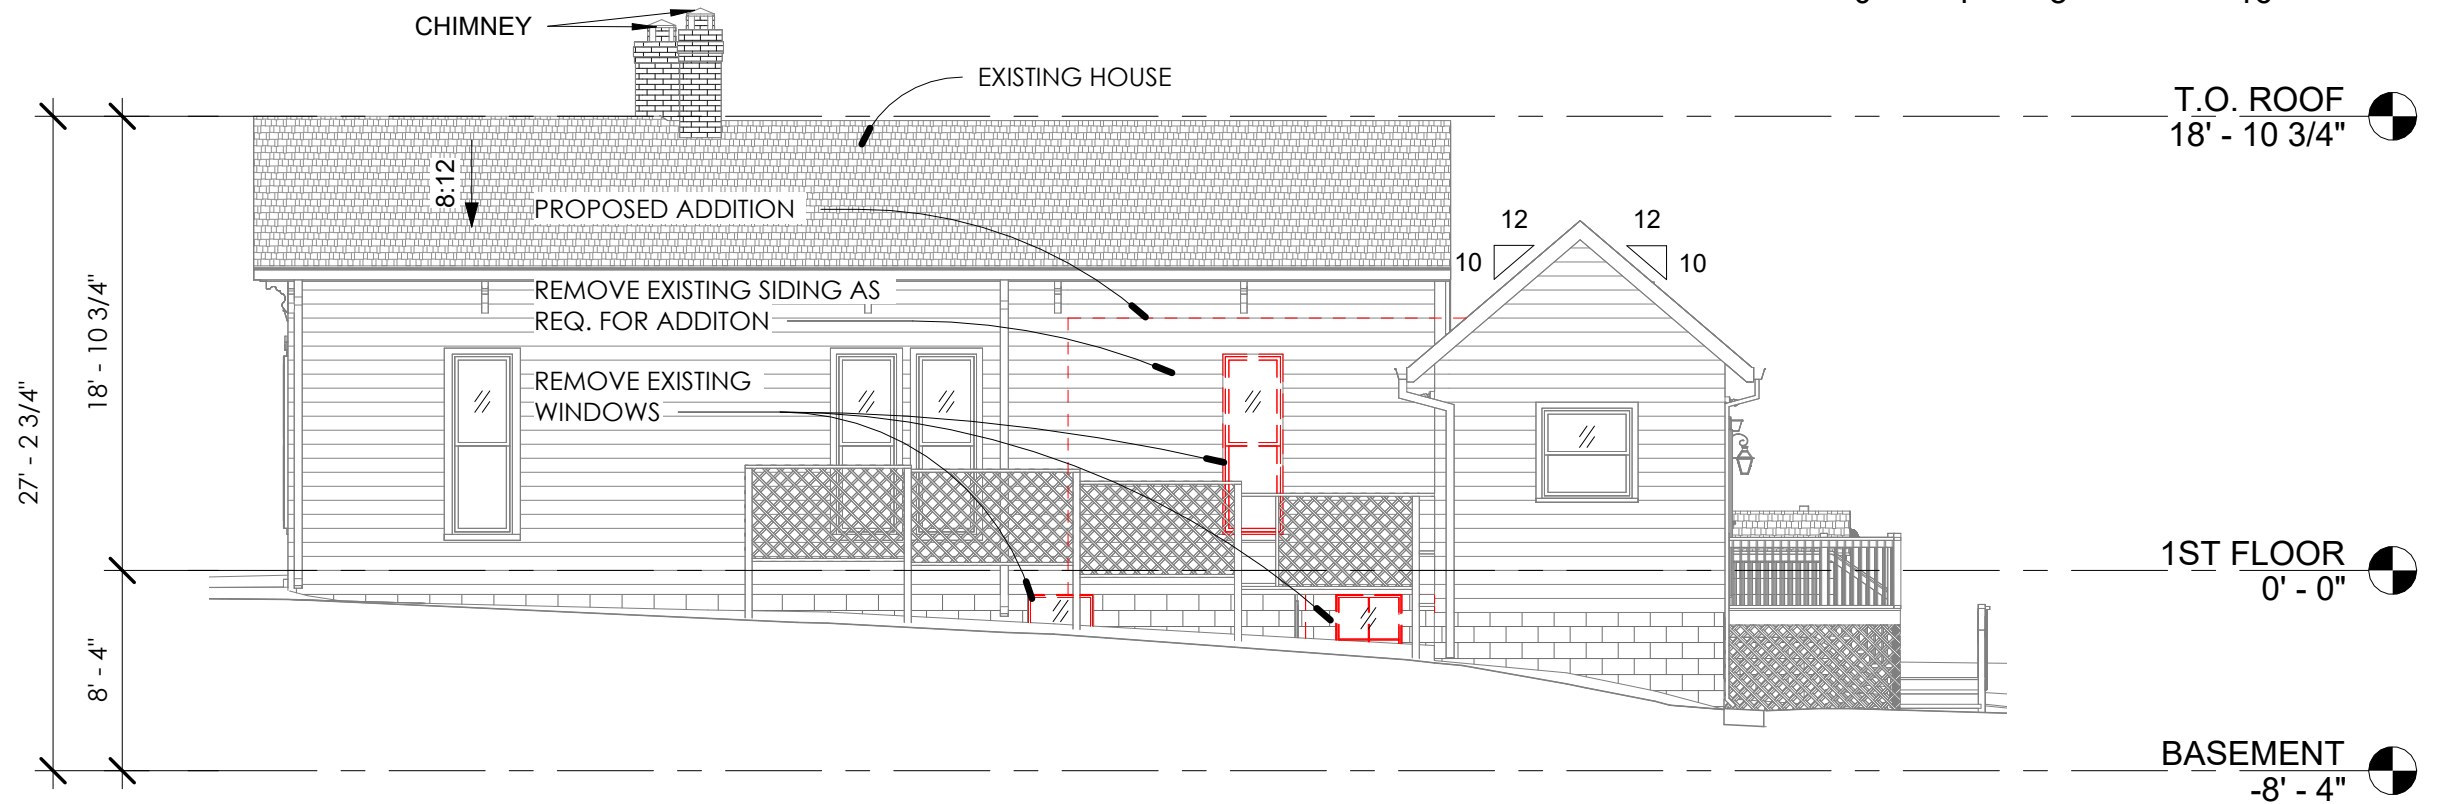 CHIMNEY
EXISTING HOUSE
T.O. ROOF
18' - 10 3/4"
8:12
PROPOSED ADDITION
12
12
10
10
REMOVE EXISTING SIDING AS
REQ. FOR ADDITON
18' - 10 3/4"
27' - 2 3/4"
REMOVE EXISTING
WINDOWS
1ST FLOOR
0' - 0"
8' - 4"
BASEMENT
-8' - 4"